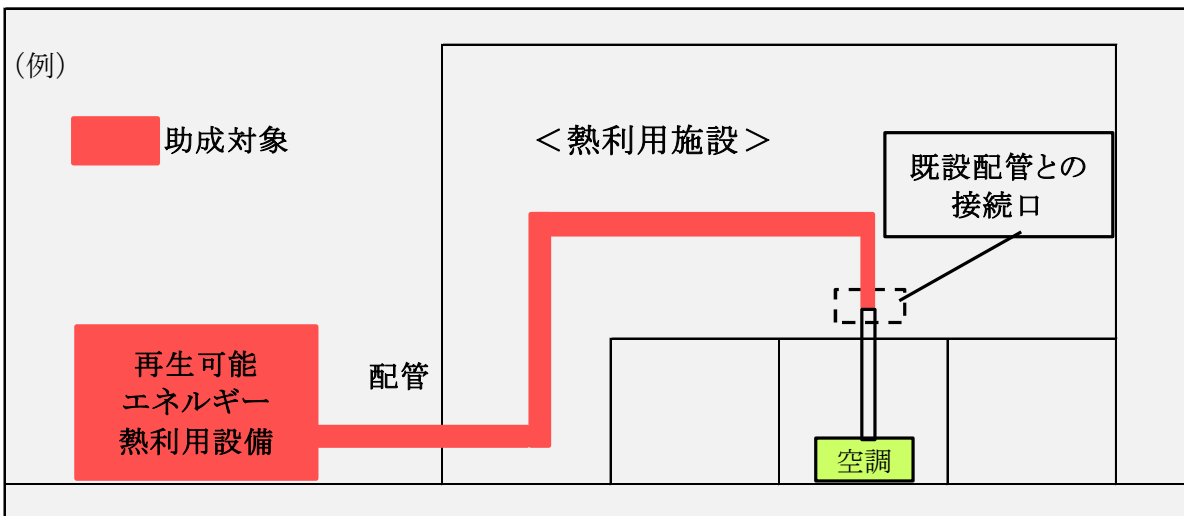 （例）
助成対象
＜熱利用施設＞
既設配管との
接続口
再生可能
エネルギー
熱利用設備
配管
空調